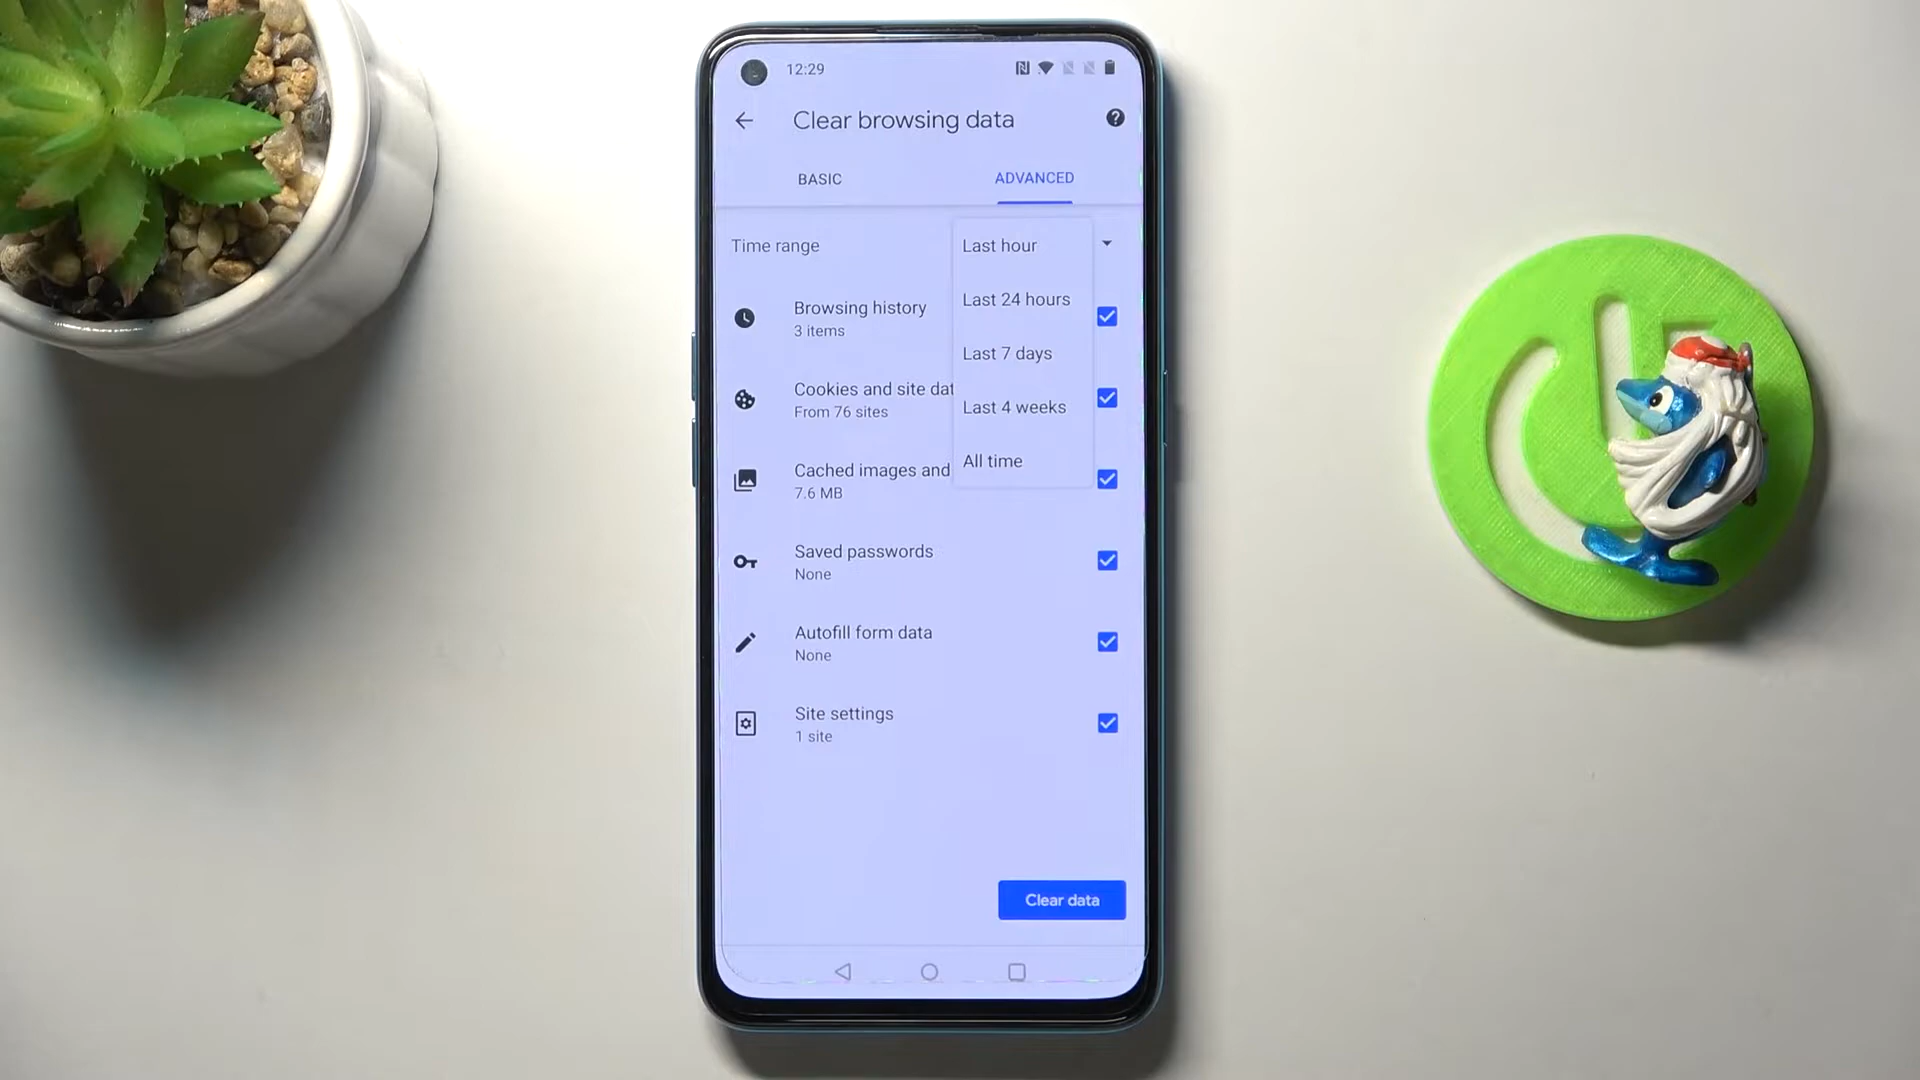 12:29
Clear browsing data
BASIC
ADVANCED
Time range
Last hour
Last 24 hours
Last 7 days
Last 4 weeks
All time
Browsing history
3 items
Cookies and site dat
From 76 sites
Cached images and
7.6 MB
Saved passwords
None
Autofill form data
None
Site settings
1 site
Clear data